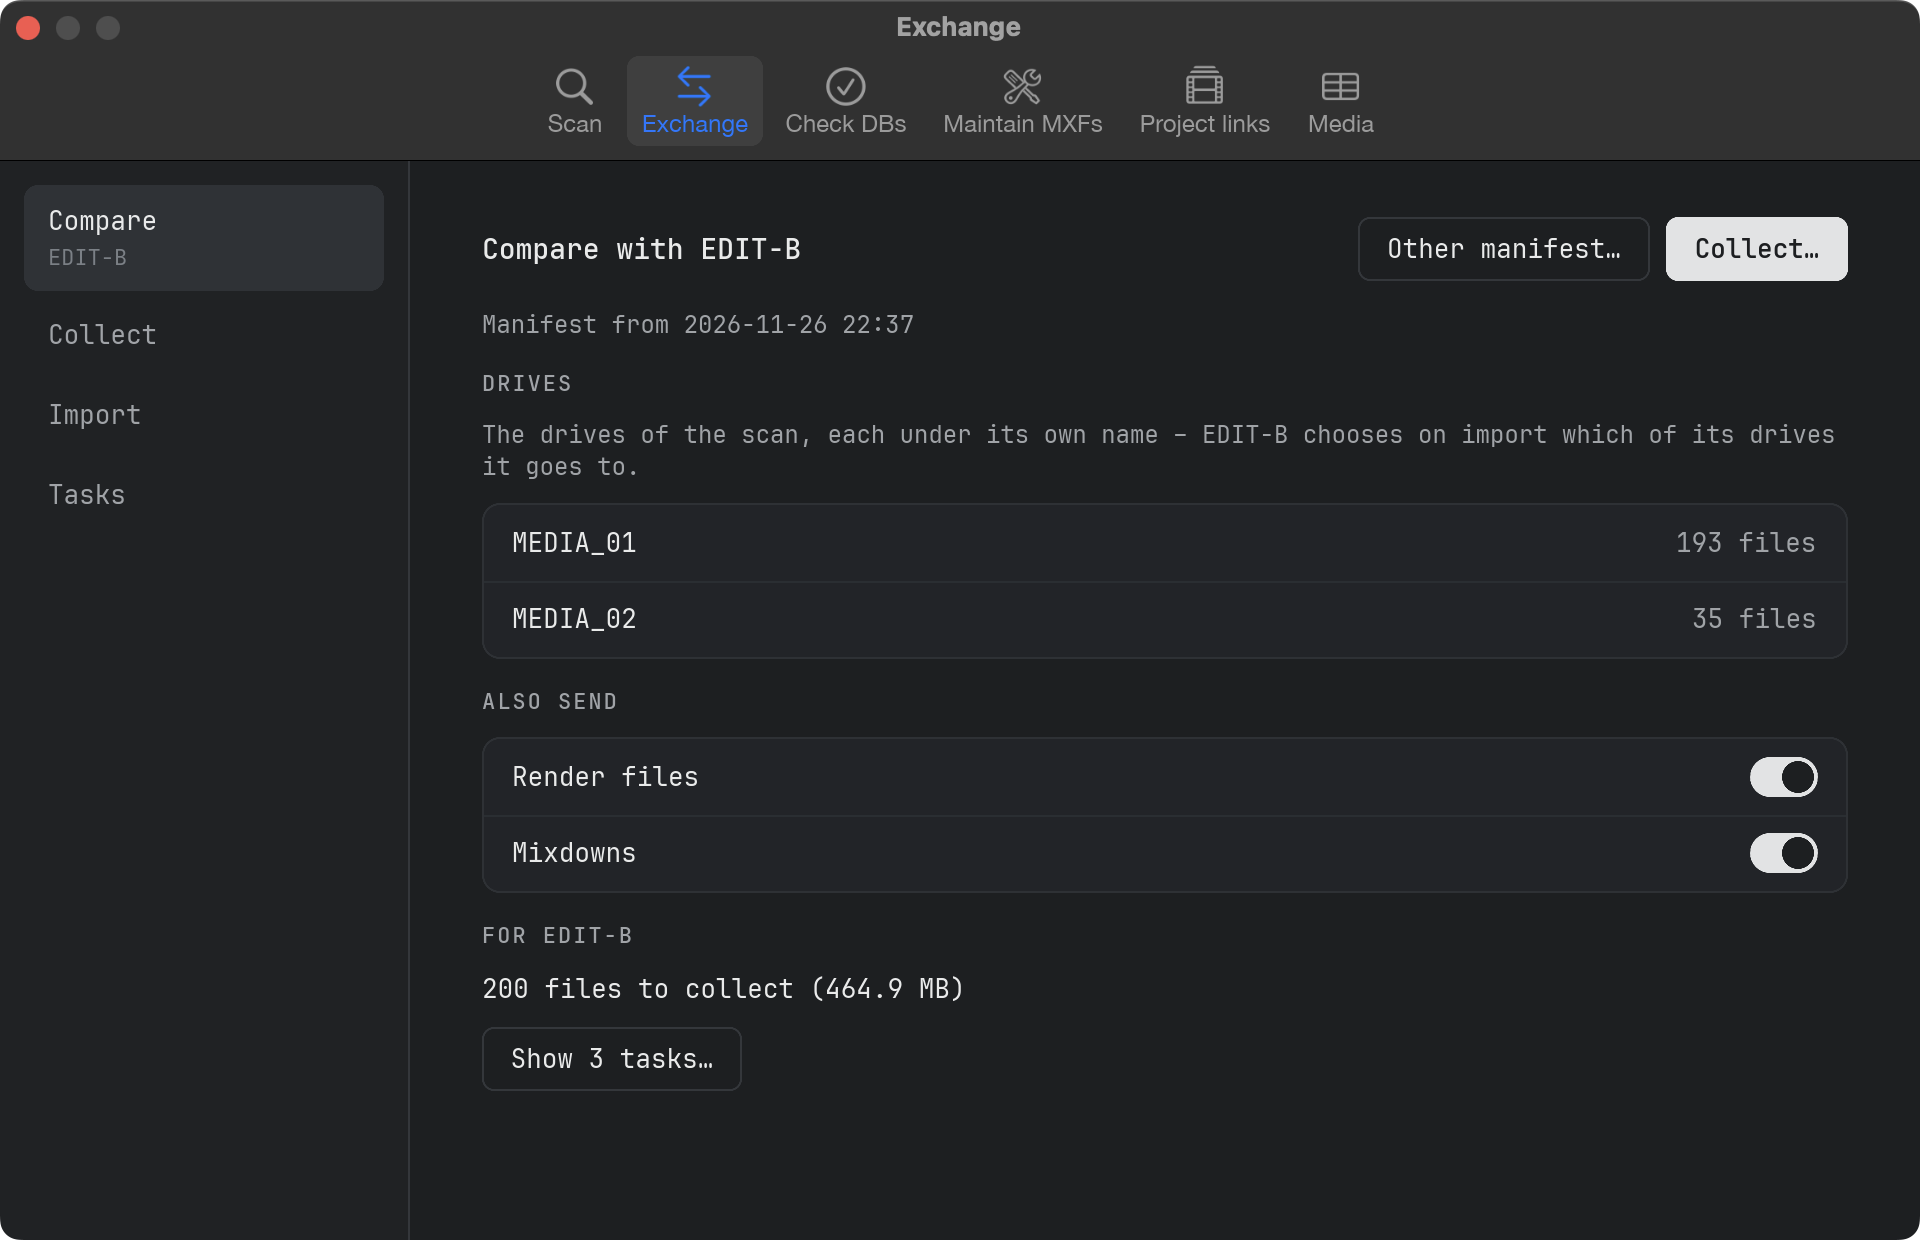 Exchange
Scan
Exchange
Check DBs
Maintain MXFs
Project links
Media
Compare
EDIT-B
Collect
Import
Tasks
Compare with EDIT-B
Other manifest…
Collect…
Manifest from 2026-11-26 22:37
DRIVES
The drives of the scan, each under its own name – EDIT-B chooses on import which of its drives
it goes to.
MEDIA_01
193 files
MEDIA_02
35 files
ALSO SEND
Render files
Mixdowns
FOR EDIT-B
200 files to collect (464.9 MB)
Show 3 tasks…